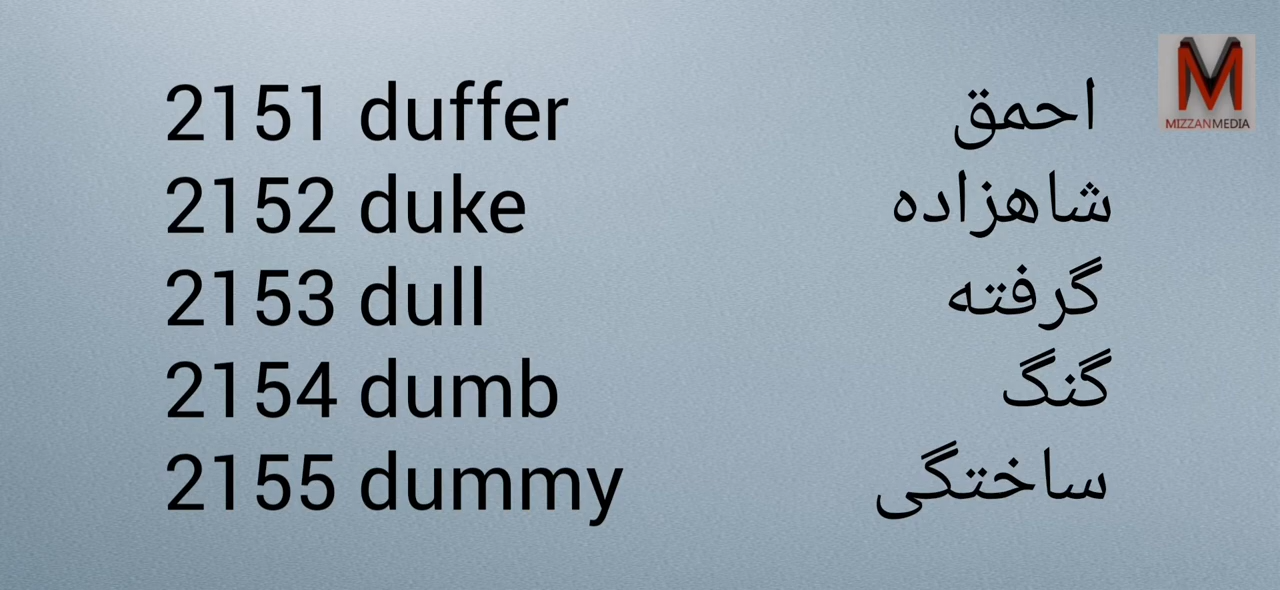 2151 duffer احمق
2152 duke شاهزاده
2153 dull گرفته
2154 dumb گنگ
2155 dummy ساختگی
M
MIZZANMEDIA